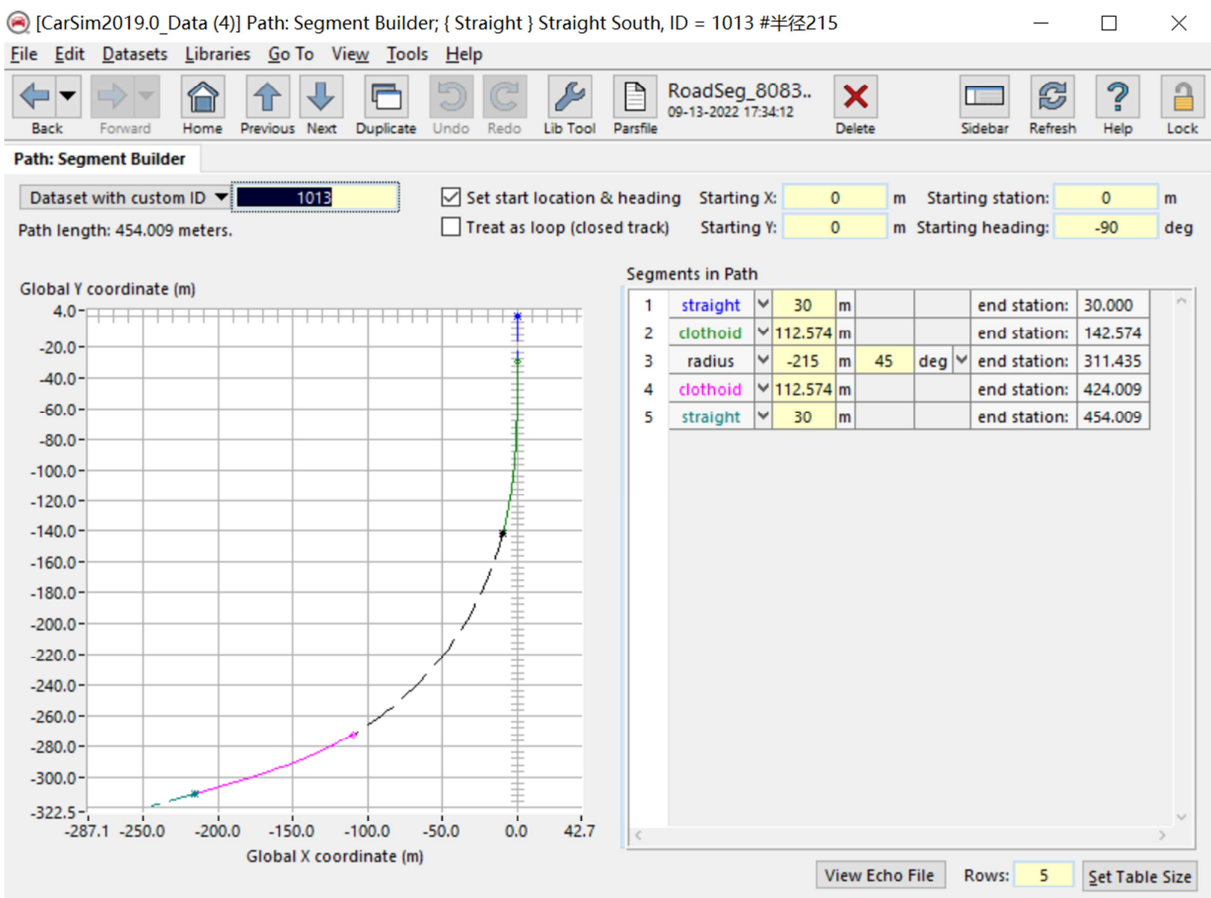 [CarSim2019.0_Data (4)] Path: Segment Builder; { Straight } Straight South, ID = 1013 #半径215
File Edit Datasets Libraries Go To View Tools Help
Back Forward Home Previous Next Duplicate Undo Redo Lib Tool Parsfile RoadSeg_8083.. 09-13-2022 17:34:12 Delete Sidebar Refresh Help Lock
Path: Segment Builder
Dataset with custom ID 1013 Set start location & heading Starting X: 0 m Starting station: 0 m
Path length: 454.009 meters. Treat as loop (closed track) Starting Y: 0 m Starting heading: -90 deg
Global Y coordinate (m)
4.0
-20.0
-40.0
-60.0
-80.0
-100.0
-120.0
-140.0
-160.0
-180.0
-200.0
-220.0
-240.0
-260.0
-280.0
-300.0
-322.5
-287.1 -250.0 -200.0 -150.0 -100.0 -50.0 0.0 42.7
Global X coordinate (m)
Segments in Path
1 straight 30 m end station: 30.000
2 clothoid 112.574 m end station: 142.574
3 radius -215 m 45 deg end station: 311.435
4 clothoid 112.574 m end station: 424.009
5 straight 30 m end station: 454.009
View Echo File Rows: 5 Set Table Size